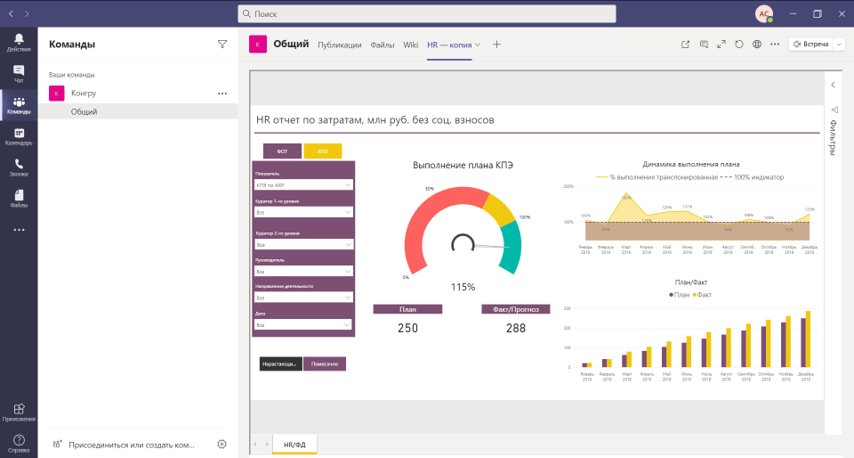 Поиск
АС
Действия
Чат
Команды
Календарь
Звонки
Файлы
Приложения
Справка
Команды
Ваши команды
К
Конгру
Общий
Присоединиться или создать ком...
К
Общий
Публикации
Файлы
Wiki
HR — копия
Встреча
HR отчет по затратам, млн руб. без соц. взносов
ФОТ
КПЭ
Показатель
КПЭ по АХР
Куратор 1-го уровня
Все
Куратор 2-го уровня
Все
Руководитель
Все
Направление деятельности
Все
Дата
Все
Нарастающи...
Помесячно
Выполнение плана КПЭ
50%
100%
0%
115%
План
Факт/Прогноз
250
288
Динамика выполнения плана
% выполнения транспонированная
100% индикатор
200%
100%
Январь 2019
Февраль 2019
Март 2019
Апрель 2019
Май 2019
Июнь 2019
Июль 2019
Август 2019
Сентяб. 2019
Октябрь 2019
Ноябрь 2019
Декабрь 2019
План/Факт
План
Факт
300
200
100
0
Январь 2019
Февраль 2019
Март 2019
Апрель 2019
Май 2019
Июнь 2019
Июль 2019
Август 2019
Сентябрь 2019
Октябрь 2019
Ноябрь 2019
Декабрь 2019
Фильтры
HR/ФД